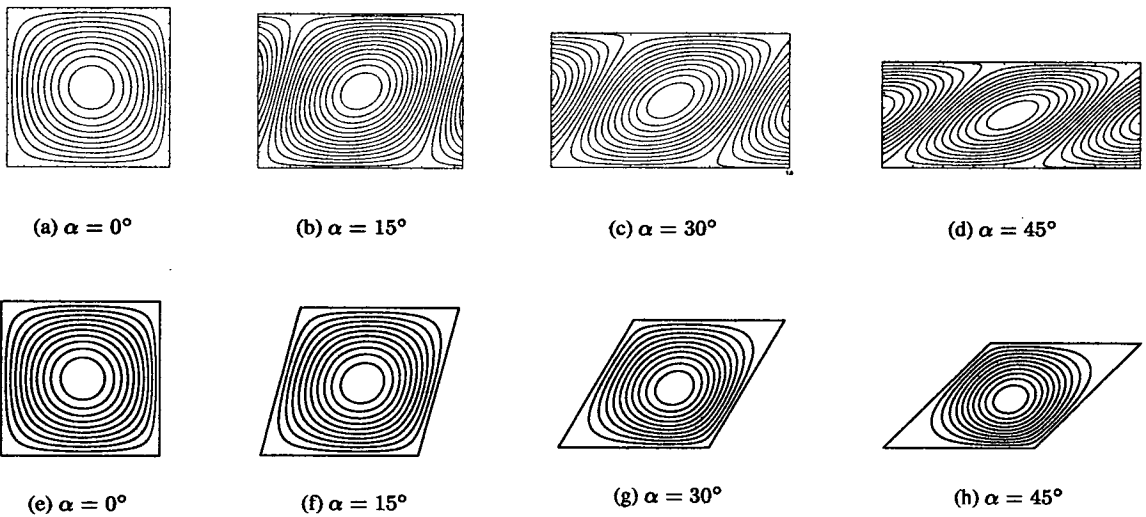 (a) α = 0°
(b) α = 15°
(c) α = 30°
(d) α = 45°
(e) α = 0°
(f) α = 15°
(g) α = 30°
(h) α = 45°